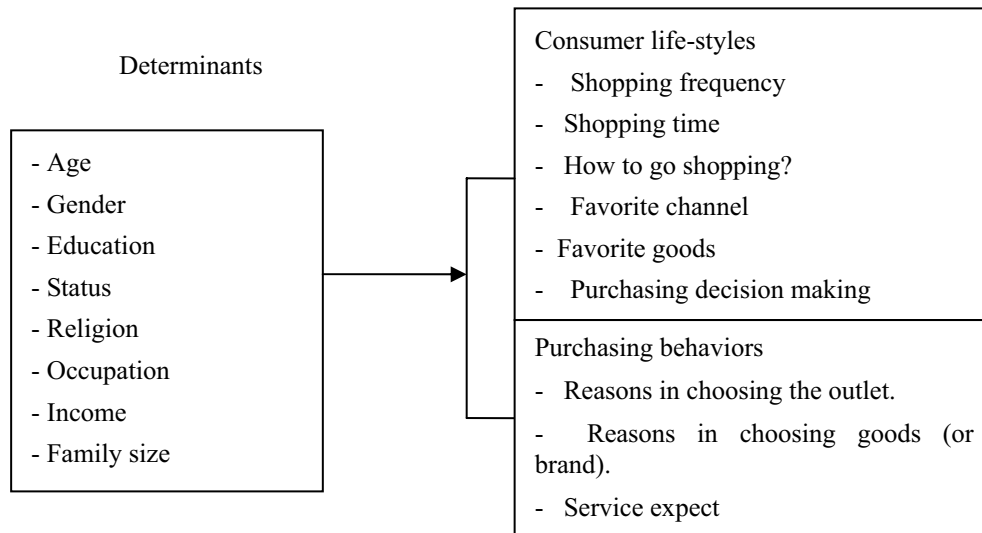 Determinants
- Age
- Gender
- Education
- Status
- Religion
- Occupation
- Income
- Family size
Consumer life-styles
- Shopping frequency
- Shopping time
- How to go shopping?
- Favorite channel
- Favorite goods
- Purchasing decision making
Purchasing behaviors
- Reasons in choosing the outlet.
- Reasons in choosing goods (or
brand).
- Service expect